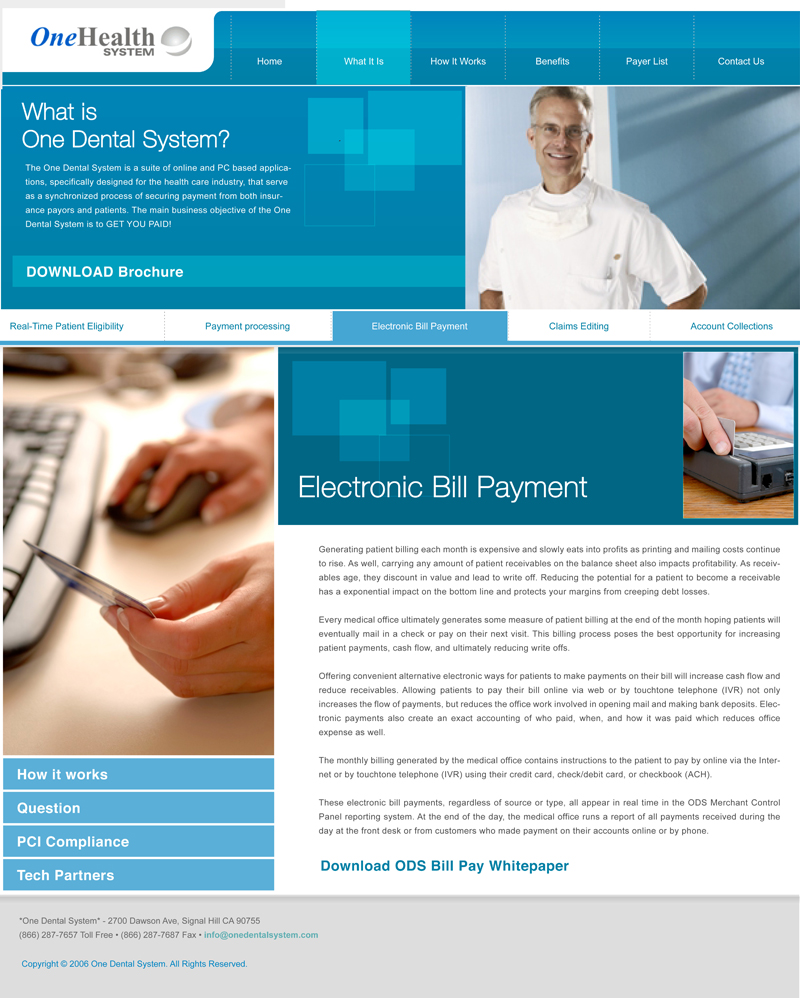 OneHealth
SYSTEM
Home
What It Is
How It Works
Benefits
Payer List
Contact Us
What is
One Dental System?
The One Dental System is a suite of online and PC based applica-
tions, specifically designed for the health care industry, that serve
as a synchronized process of securing payment from both insur-
ance payors and patients. The main business objective of the One
Dental System is to GET YOU PAID!
DOWNLOAD Brochure
Real-Time Patient Eligibility
Payment processing
Electronic Bill Payment
Claims Editing
Account Collections
Electronic Bill Payment
Generating patient billing each month is expensive and slowly eats into profits as printing and mailing costs continue
to rise. As well, carrying any amount of patient receivables on the balance sheet also impacts profitability. As receiv-
ables age, they discount in value and lead to write off. Reducing the potential for a patient to become a receivable
has a exponential impact on the bottom line and protects your margins from creeping debt losses.
Every medical office ultimately generates some measure of patient billing at the end of the month hoping patients will
eventually mail in a check or pay on their next visit. This billing process poses the best opportunity for increasing
patient payments, cash flow, and ultimately reducing write offs.
Offering convenient alternative electronic ways for patients to make payments on their bill will increase cash flow and
reduce receivables. Allowing patients to pay their bill online via web or by touchtone telephone (IVR) not only
increases the flow of payments, but reduces the office work involved in opening mail and making bank deposits. Elec-
tronic payments also create an exact accounting of who paid, when, and how it was paid which reduces office
expense as well.
The monthly billing generated by the medical office contains instructions to the patient to pay by online via the Inter-
net or by touchtone telephone (IVR) using their credit card, check/debit card, or checkbook (ACH).
These electronic bill payments, regardless of source or type, all appear in real time in the ODS Merchant Control
Panel reporting system. At the end of the day, the medical office runs a report of all payments received during the
day at the front desk or from customers who made payment on their accounts online or by phone.
Download ODS Bill Pay Whitepaper
How it works
Question
PCI Compliance
Tech Partners
*One Dental System* - 2700 Dawson Ave, Signal Hill CA 90755
(866) 287-7657 Toll Free • (866) 287-7687 Fax • info@onedentalsystem.com
Copyright © 2006 One Dental System. All Rights Reserved.